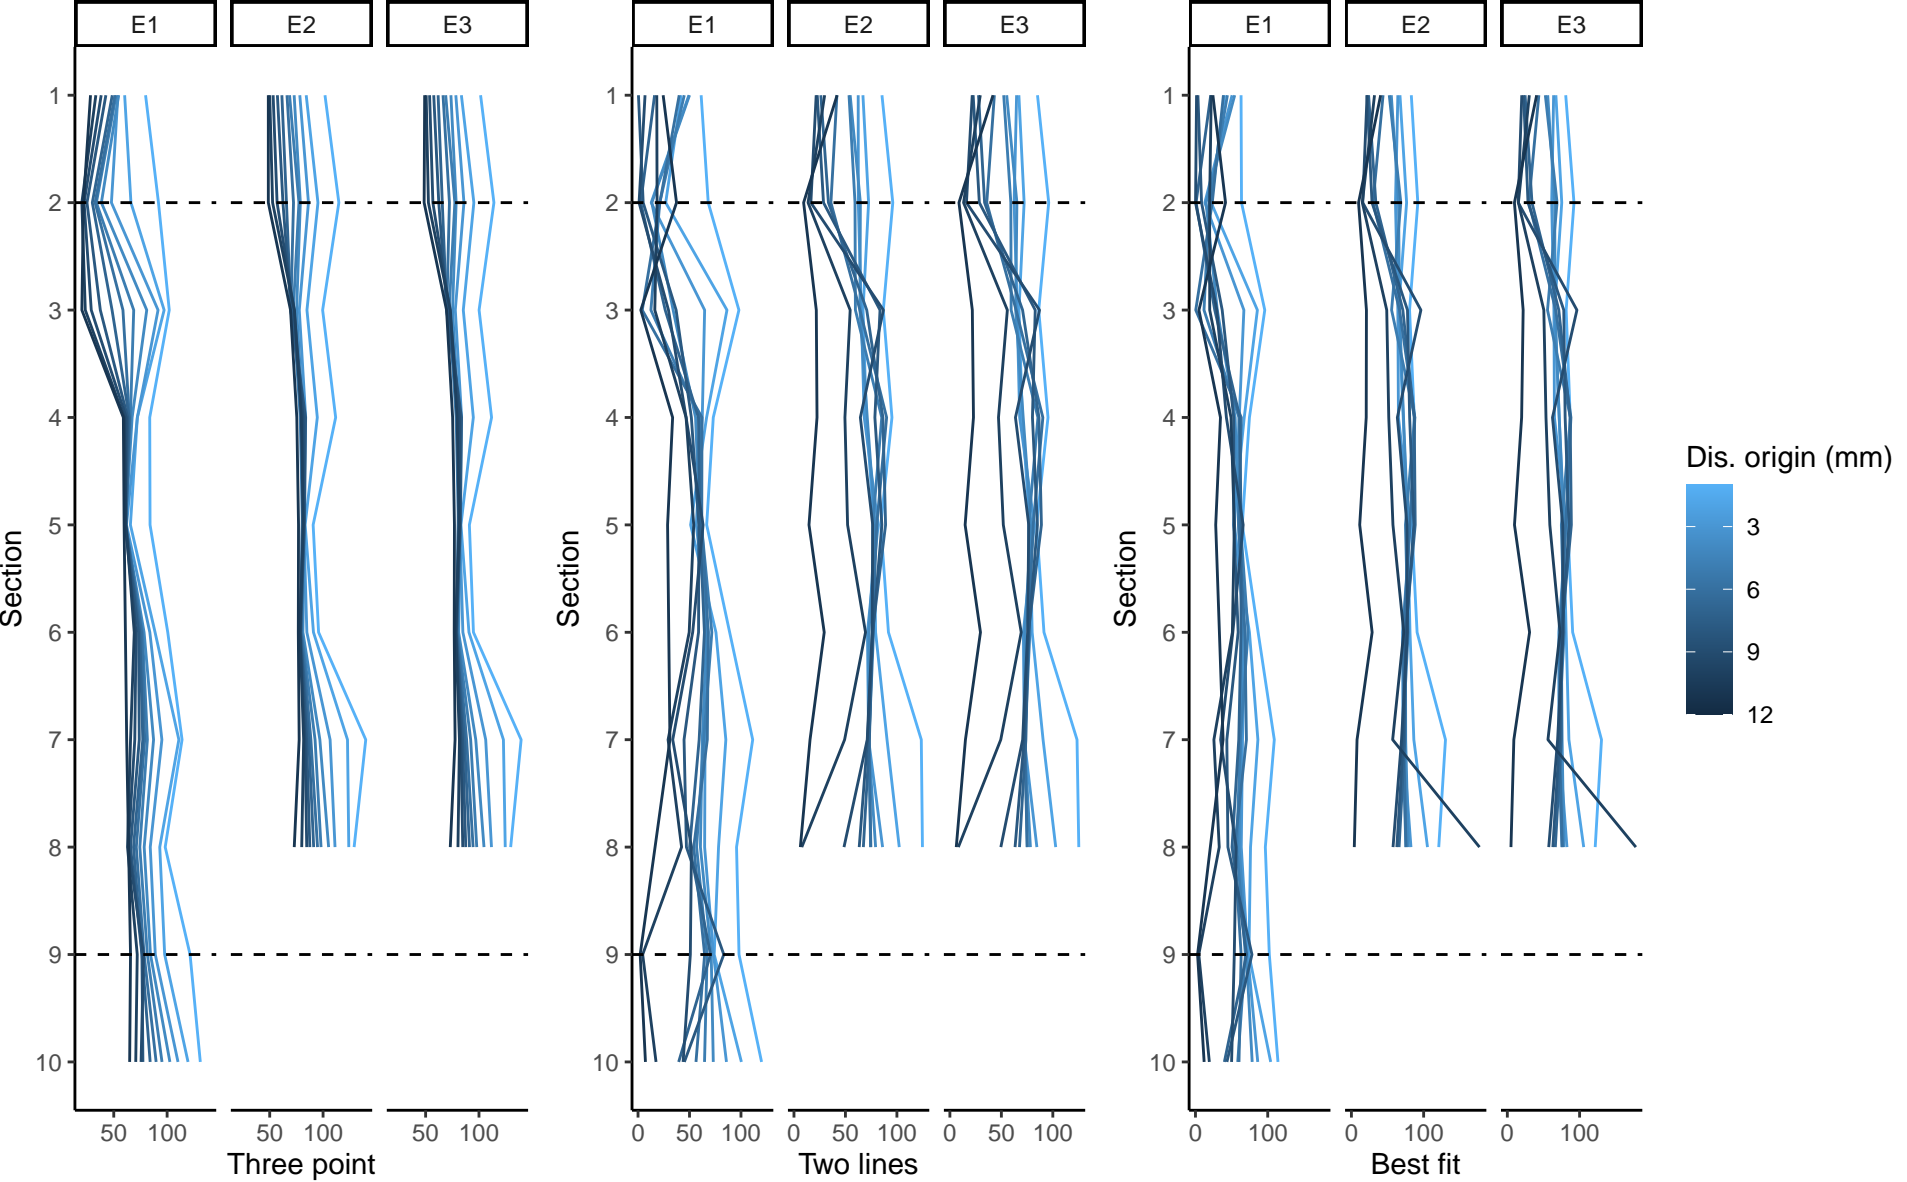 E1 E2 E3 E1 E2 E3 E1 E2 E3
1 1 1
2 2 2
3 3 3
4 4 4
Dis. origin (mm)
5 5 5
3
Section Section Section
6
6 6 6
9
7 7 7
12
8 8 8
9 9 9
10 10 10
50 100 50 100 50 100 0 50 100 0 50 100 0 50 100 0 100 0 100 0 100
Three point Two lines Best fit